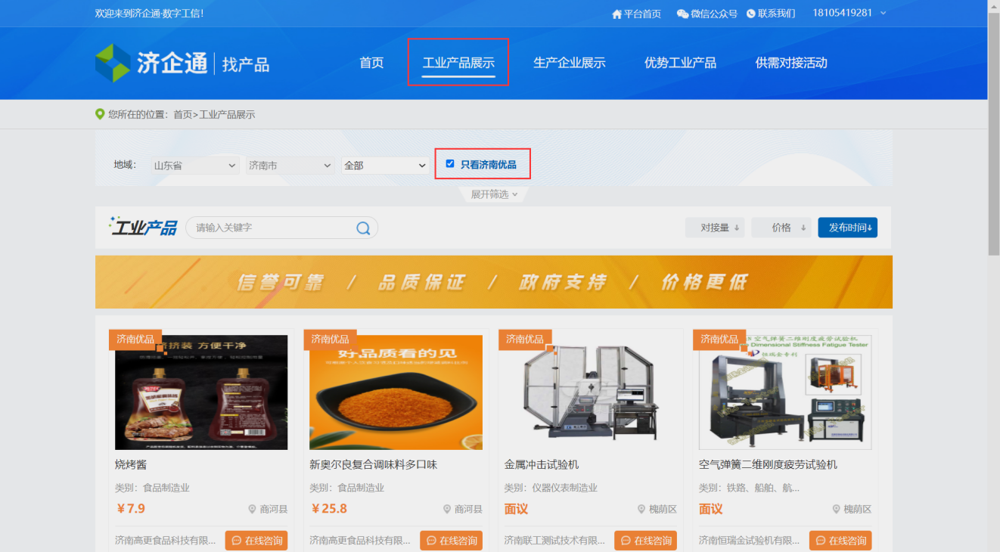 欢迎来到济企通·数字工信!
平台首页 微信公众号 联系我们 18105419281
济企通 找产品
首页 工业产品展示 生产企业展示 优势工业产品 供需对接活动
您所在的位置: 首页>工业产品展示
地域: 山东省 济南市 全部 只看济南优品
展开筛选
工业产品 请输入关键字 对接量 价格 发布时间
信誉可靠 / 品质保证 / 政府支持 / 价格更低
济南优品 济南优品 济南优品 济南优品
挤装 方便干净
好品质看的见
空气弹簧二维刚度疲劳试验机
Dimensional Stiffness Fatigue Tester
恒瑞金专利
烧烤酱 新奥尔良复合调味料多口味 金属冲击试验机 空气弹簧二维刚度疲劳试验机
类别: 食品制造业 类别: 食品制造业 类别: 仪器仪表制造业 类别: 铁路、船舶、航...
¥7.9 商河县 ¥25.8 商河县 面议 槐荫区 面议 槐荫区
济南高更食品科技有限... 在线咨询 济南高更食品科技有限... 在线咨询 济南联工测试技术有限... 在线咨询 济南恒瑞金试验机有限... 在线咨询